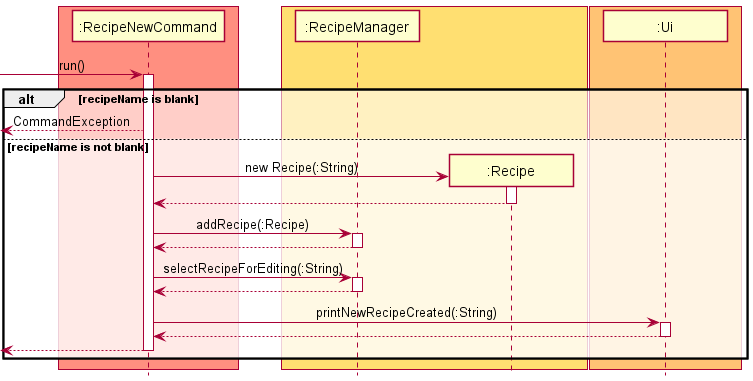 :RecipeNewCommand
:RecipeManager
:Ui
run()
alt
[recipeName is blank]
CommandException
[recipeName is not blank]
new Recipe(:String)
:Recipe
addRecipe(:Recipe)
selectRecipeForEditing(:String)
printNewRecipeCreated(:String)